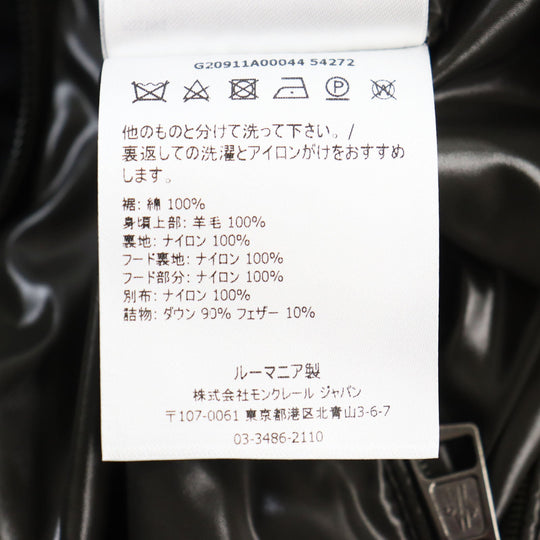 G20911A00044 54272
他のものと分けて洗って下さい。/
裏返しての洗濯とアイロンがけをおすすめ
します。
裾: 綿 100%
身頃上部: 羊毛 100%
裏地: ナイロン 100%
フード裏地: ナイロン 100%
フード部分: ナイロン 100%
別布: ナイロン 100%
詰物: ダウン 90% フェザー 10%
ルーマニア製
株式会社モンクレール ジャパン
〒107-0061 東京都港区北青山3-6-7
03-3486-2110